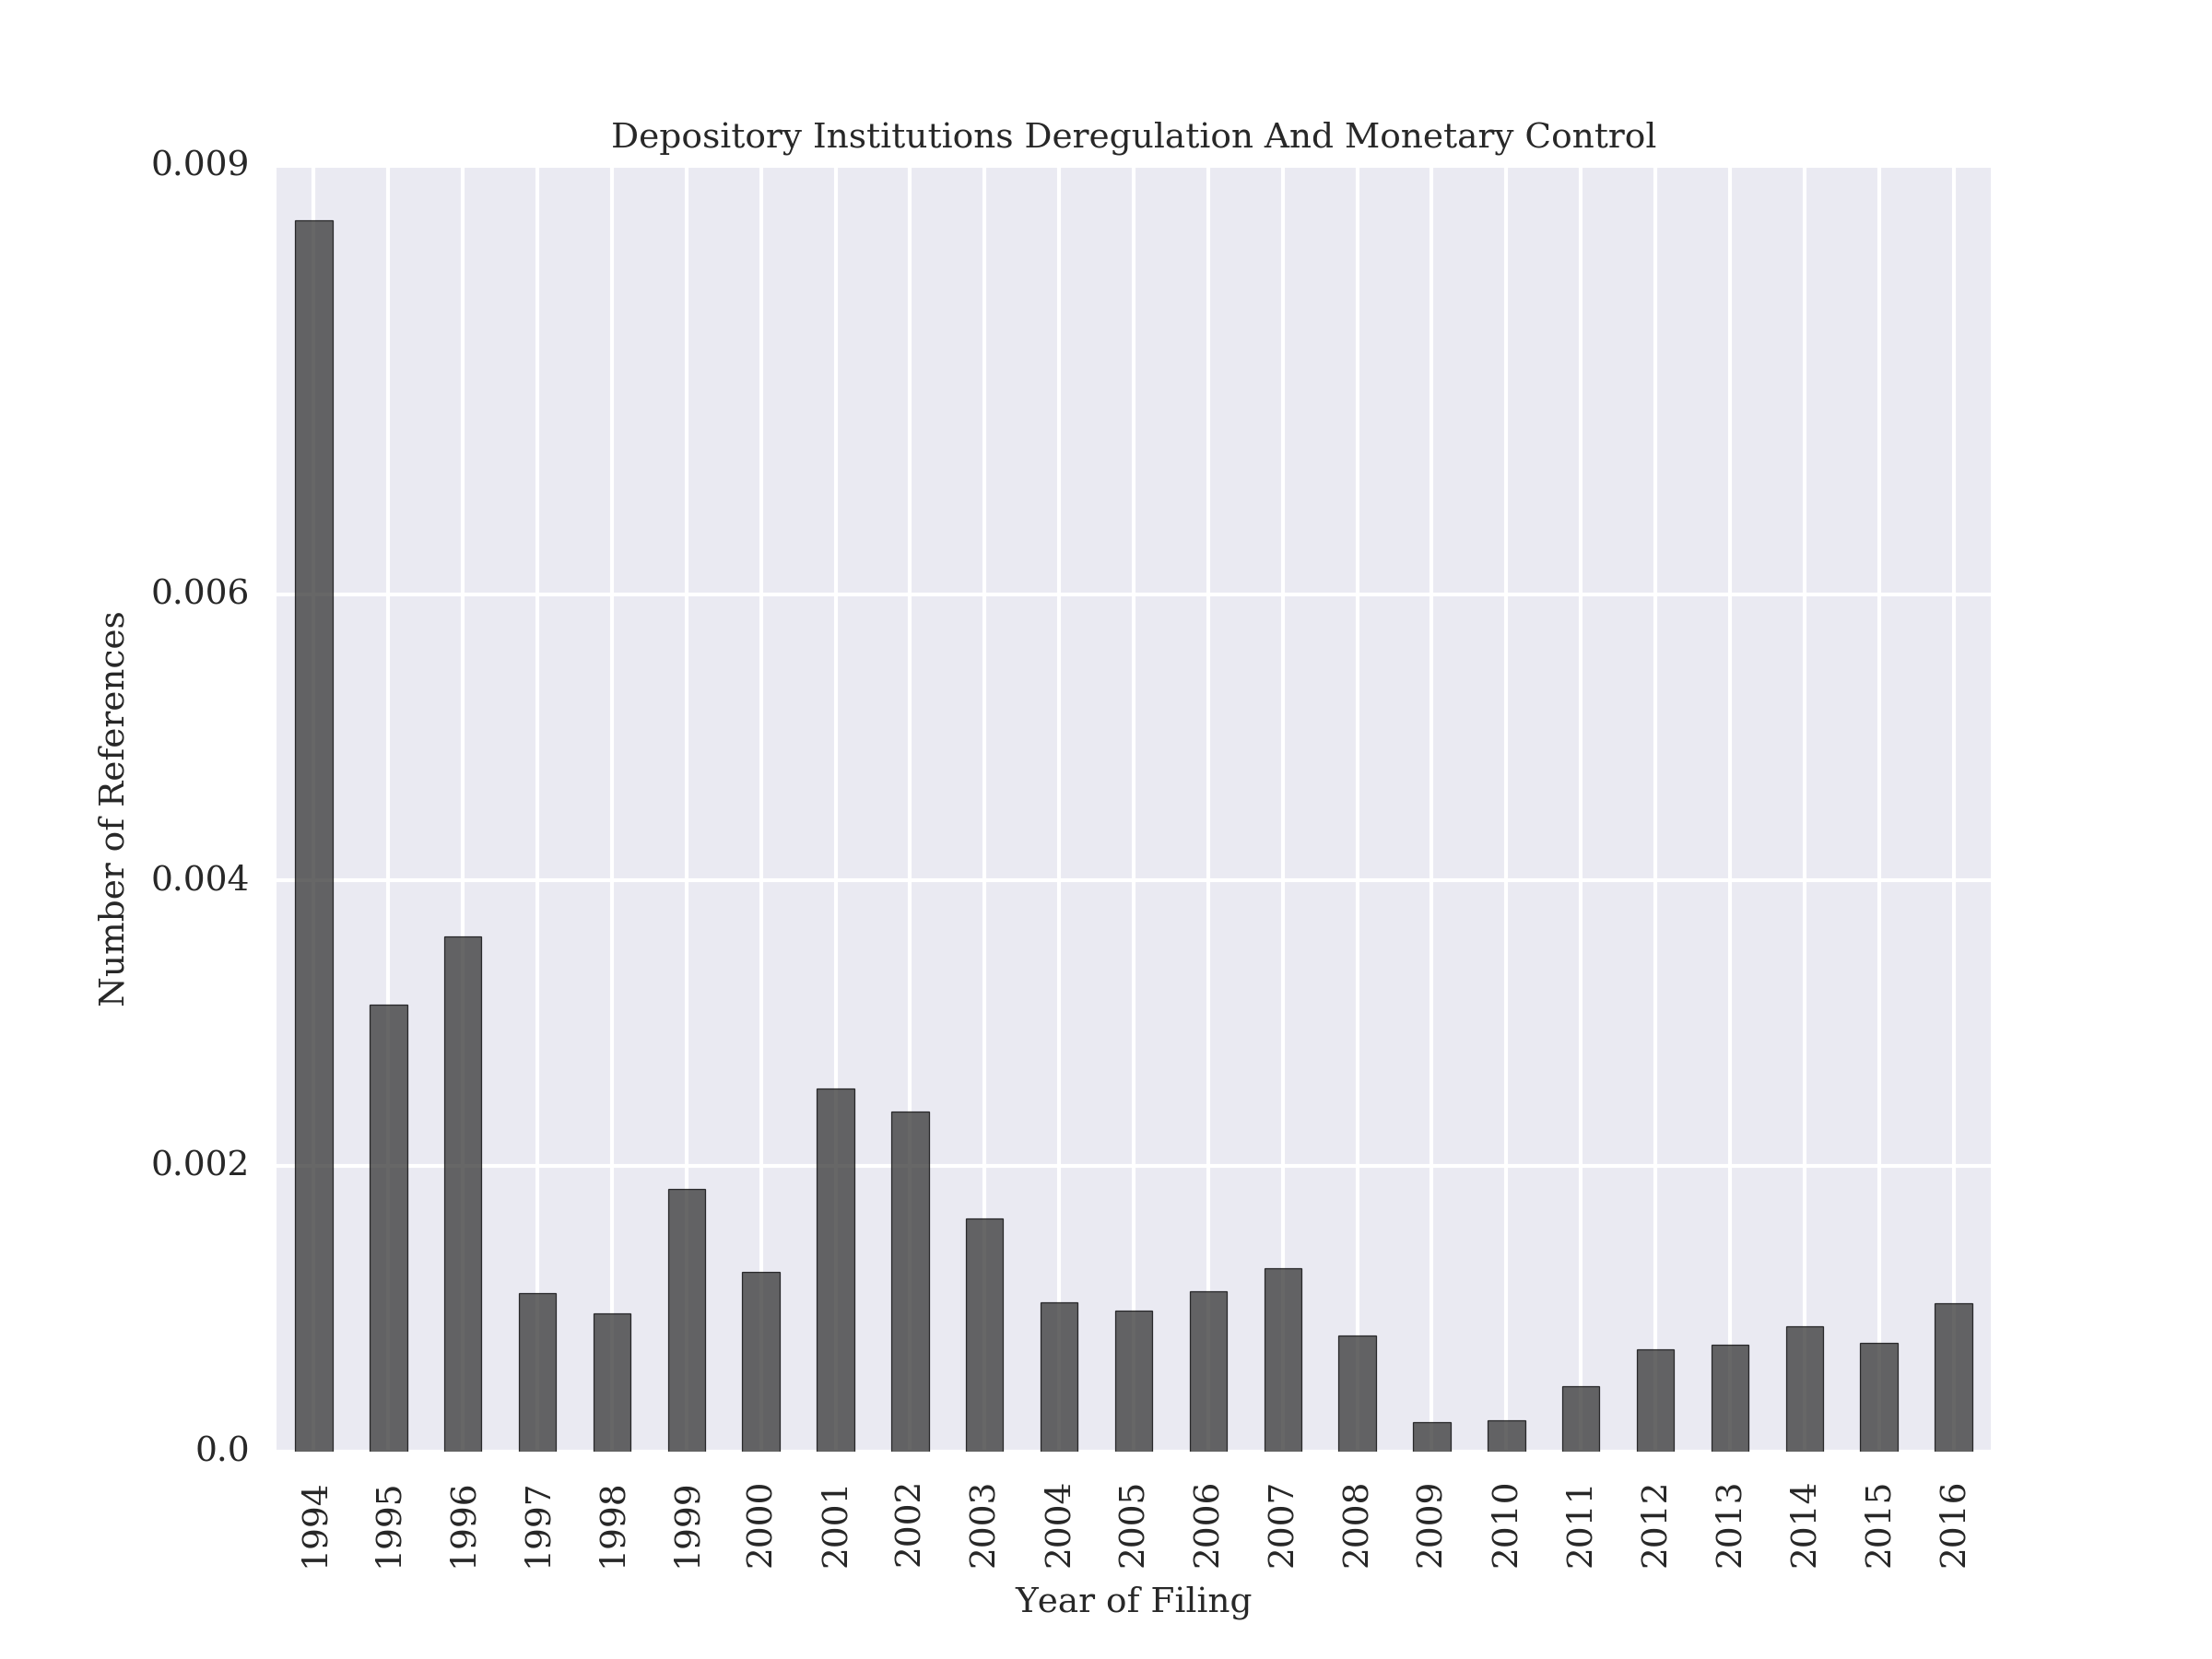 Depository Institutions Deregulation And Monetary Control
0.009
0.006
0.004
0.002
0.0
Number of References
1994 1995 1996 1997 1998 1999 2000 2001 2002 2003 2004 2005 2006 2007 2008 2009 2010 2011 2012 2013 2014 2015 2016
Year of Filing